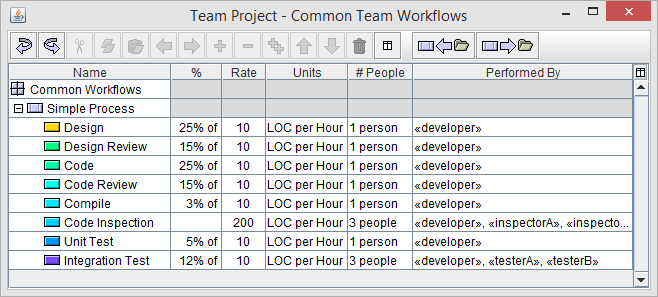 Team Project - Common Team Workflows
Name % Rate Units # People Performed By
Common Workflows
Simple Process
Design 25% of 10 LOC per Hour 1 person «developer»
Design Review 15% of 10 LOC per Hour 1 person «developer»
Code 25% of 10 LOC per Hour 1 person «developer»
Code Review 15% of 10 LOC per Hour 1 person «developer»
Compile 3% of 10 LOC per Hour 1 person «developer»
Code Inspection 200 LOC per Hour 3 people «developer», «inspectorA», «inspecto...
Unit Test 5% of 10 LOC per Hour 1 person «developer»
Integration Test 12% of 10 LOC per Hour 3 people «developer», «testerA», «testerB»